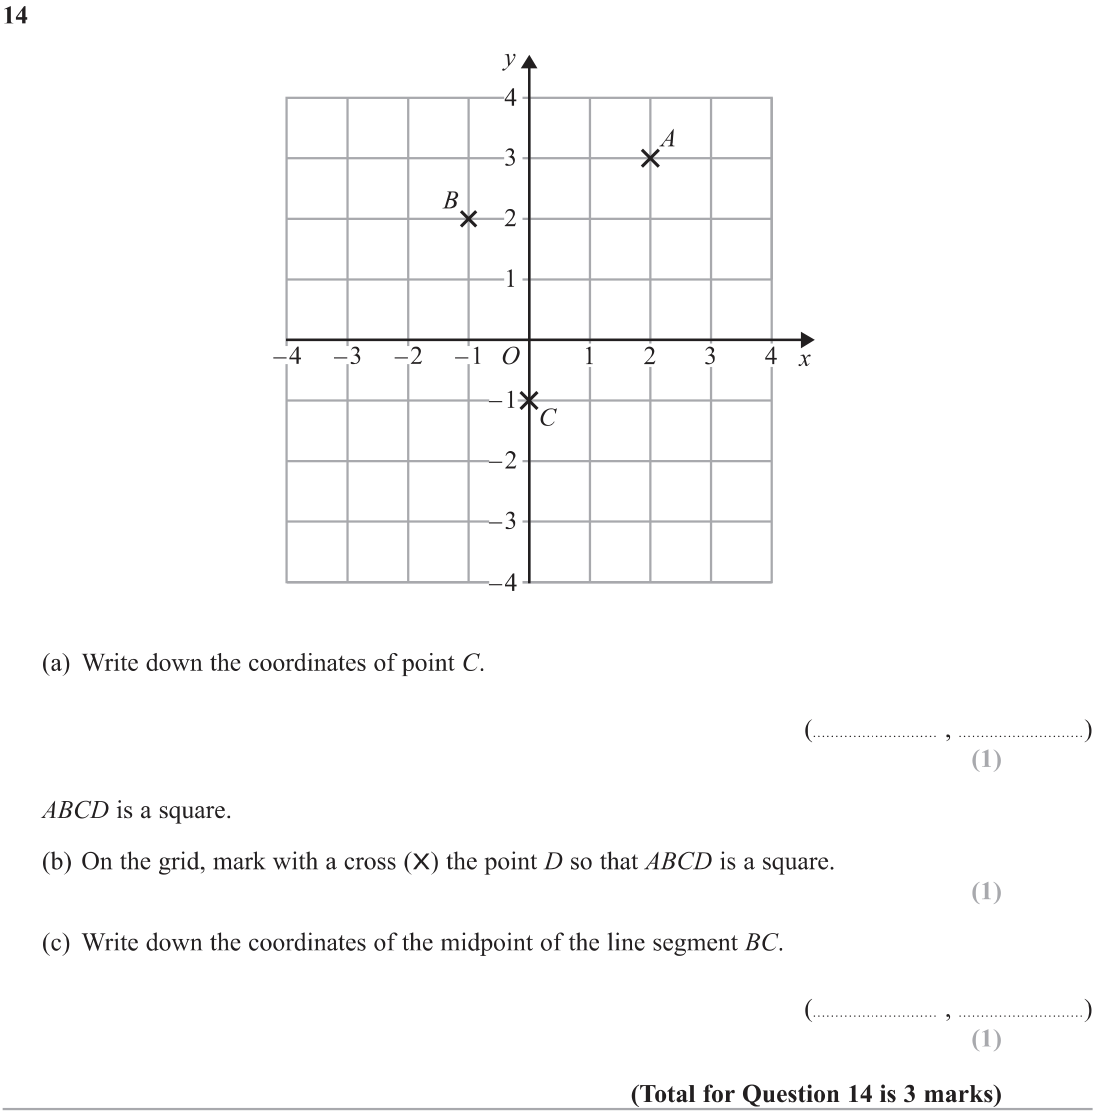 14
y
4
A
3
B
2
1
−4 −3 −2 −1 O 1 2 3 4 x
−1
C
−2
−3
−4
(a) Write down the coordinates of point C.
(............................ , ............................)
(1)
ABCD is a square.
(b) On the grid, mark with a cross (×) the point D so that ABCD is a square.
(1)
(c) Write down the coordinates of the midpoint of the line segment BC.
(............................ , ............................)
(1)
(Total for Question 14 is 3 marks)